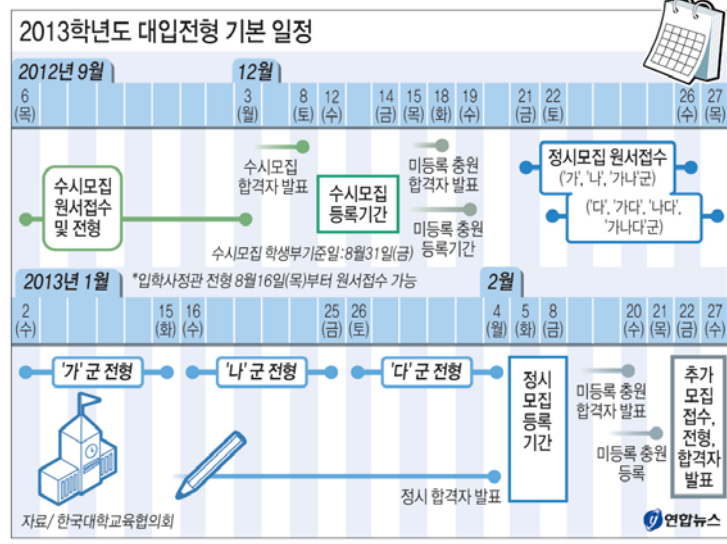 2013학년도 대입전형 기본 일정
2012년 9월
12월
6 3 8 12 14 15 18 19 21 22 26 27
(목) (월) (토) (수) (금) (목) (화) (수) (금) (토) (수) (목)
수시모집
원서접수
및 전형
수시모집
합격자 발표
수시모집
등록기간
미등록 충원
합격자 발표
미등록 충원
등록기간
정시모집 원서접수
('가', '나', '가나'군)
('다', '가다', '나다',
'가나다'군)
수시모집 학생부기준일:8월31일(금)
2013년 1월
*입학사정관 전형 8월16일(목)부터 원서접수 가능
2월
2 15 16 25 26 4 5 8 20 21 22 27
(수) (화) (수) (금) (토) (월) (화) (금) (수) (목) (금) (수)
'가' 군 전형
'나' 군 전형
'다' 군 전형
정시 합격자 발표
정시
모집
등록
기간
미등록 충원
합격자 발표
미등록 충원
등록
추가
모집
접수,
전형,
합격자
발표
자료/ 한국대학교육협의회
y 연합뉴스